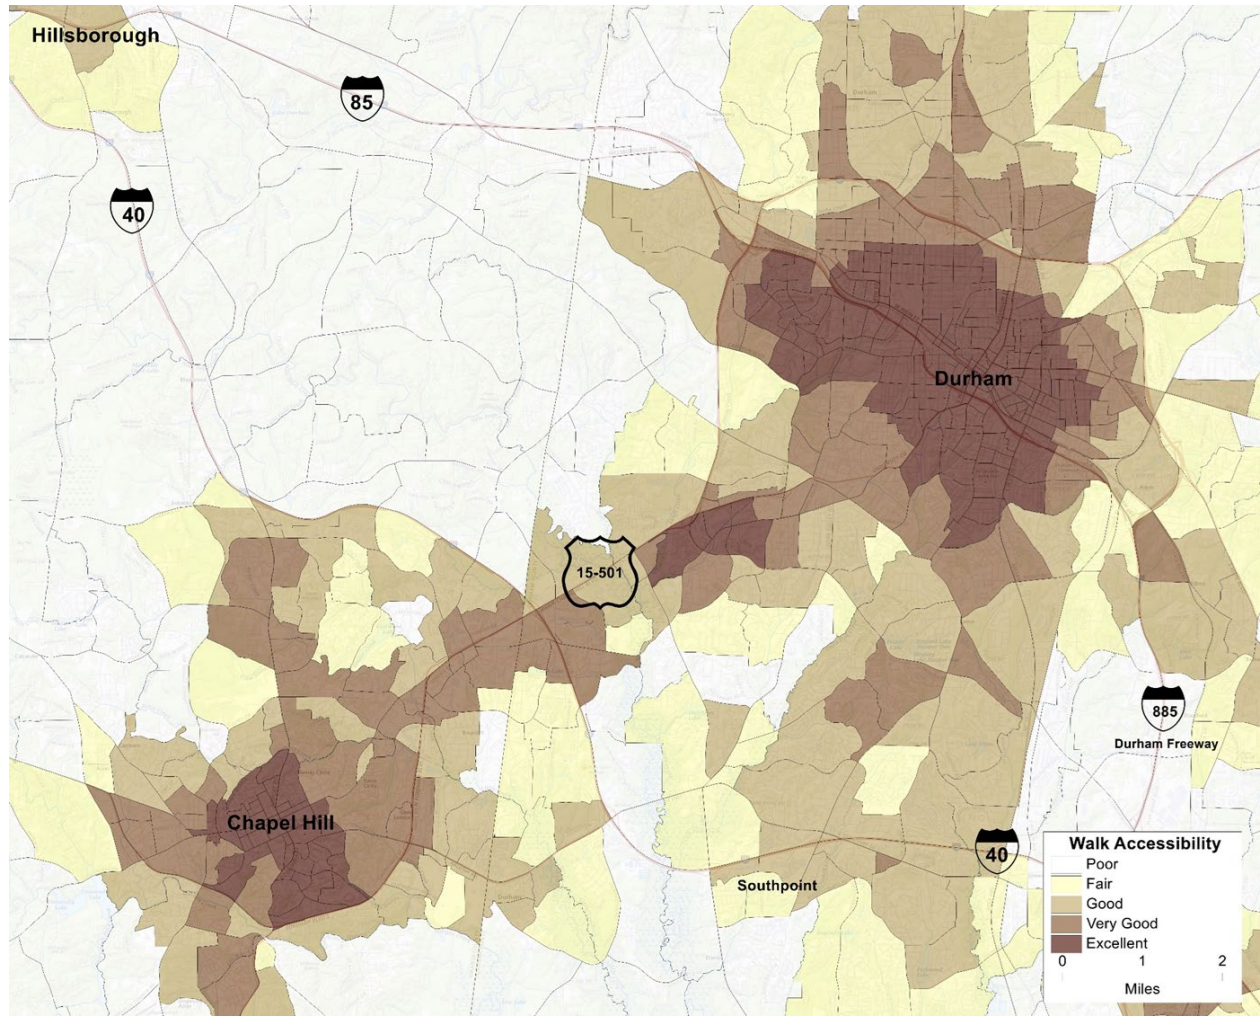 Hillsborough
85
40
Durham
Durham
15-501
885
Durham Freeway
Chapel Hill
40
Southpoint
Walk Accessibility
Poor
Fair
Good
Very Good
Excellent
0 1 2
Miles